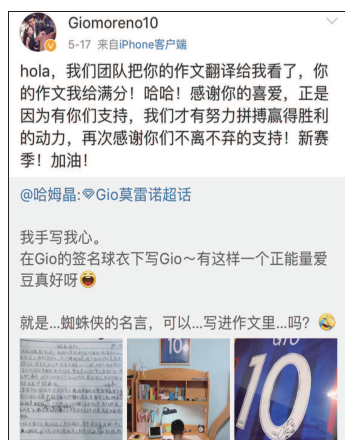 Giomoreno10
5-17 来自iPhone客户端
hola，我们团队把你的作文翻译给我看了，你
的作文我给满分！哈哈！感谢你的喜爱，正是
因为有你们支持，我们才有努力拼搏赢得胜利
的动力，再次感谢你们不离不弃的支持！新赛
季！加油！
@哈姆晶:Gio莫雷诺超话
我手写我心。
在Gio的签名球衣下写Gio～有这样一个正能量爱
豆真好呀
就是...蜘蛛侠的名言，可以...写进作文里...吗？
10
GIO
10